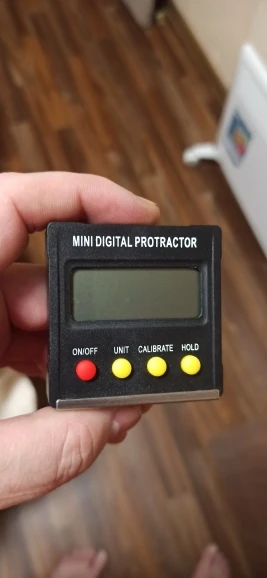 MINI DIGITAL PROTRACTOR
ON/OFF UNIT CALIBRATE HOLD